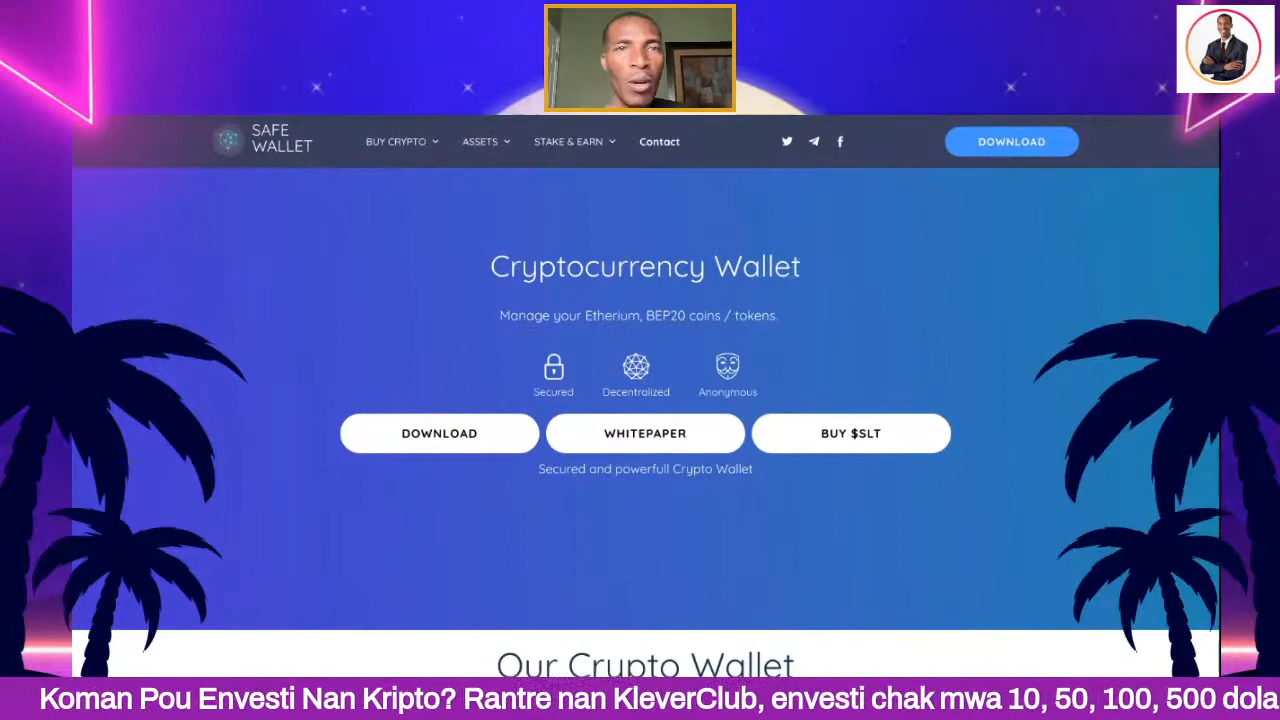 SAFE
WALLET
BUY CRYPTO
ASSETS
STAKE & EARN
Contact
DOWNLOAD
Cryptocurrency Wallet
Manage your Etherium, BEP20 coins / tokens.
Secured
Decentralized
Anonymous
DOWNLOAD
WHITEPAPER
BUY $SLT
Secured and powerfull Crypto Wallet
Our Crypto Wallet
Koman Pou Envesti Nan Kripto? Rantre nan KleverClub, envesti chak mwa 10, 50, 100, 500 dola